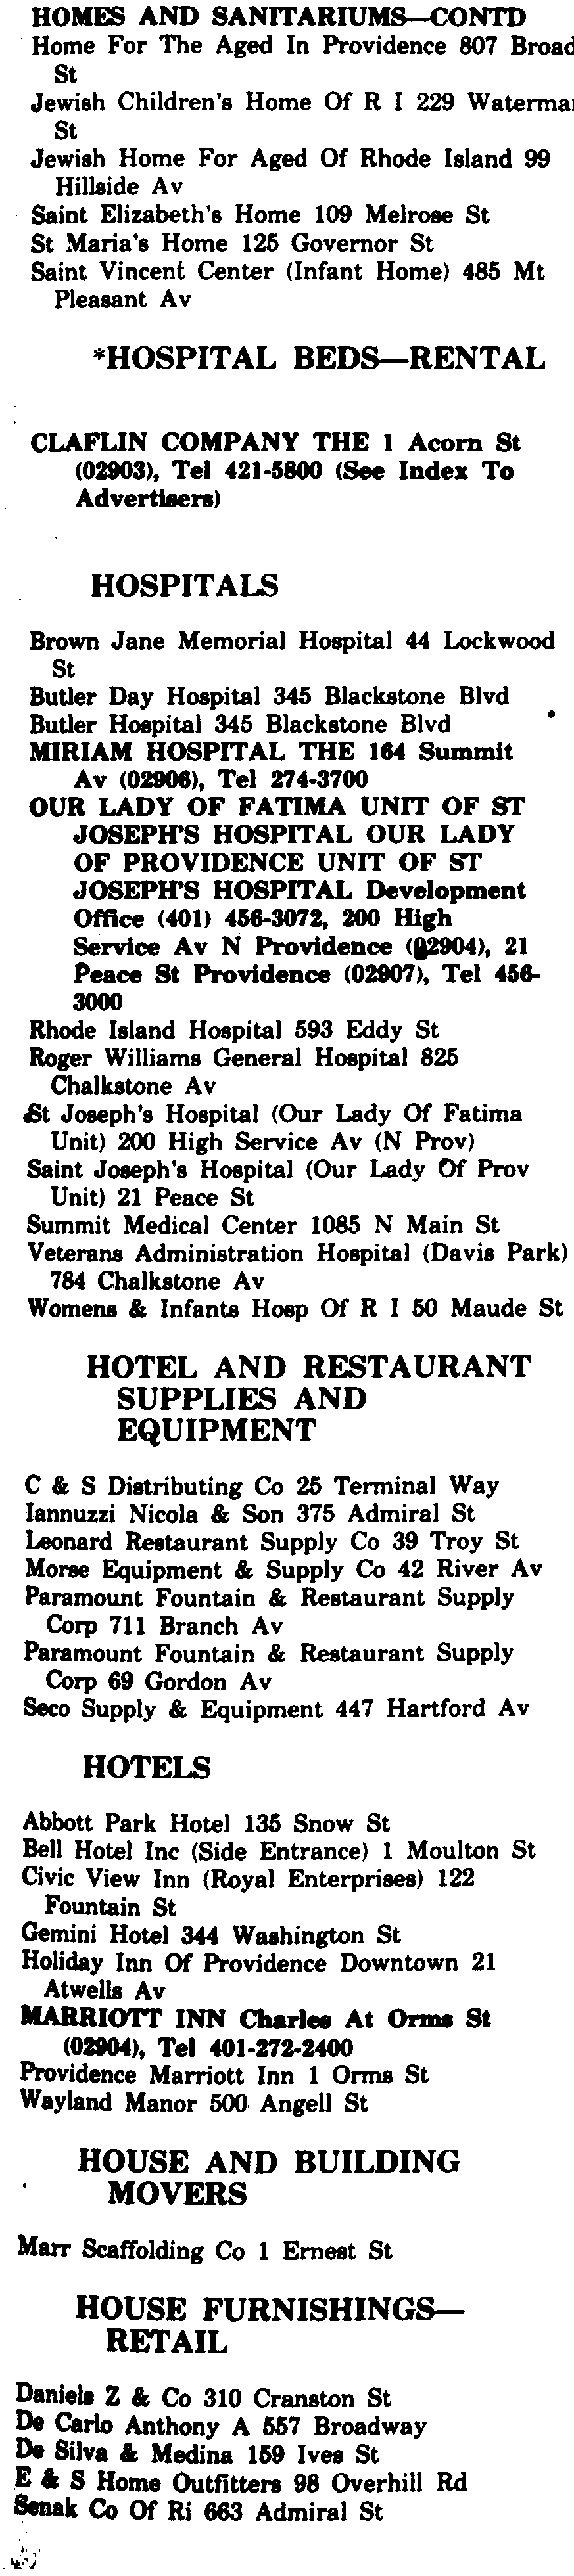 HOMES AND SANITARIUMS—CONTD
Home For The Aged In Providence 807 Broad
St
Jewish Children's Home Of R I 229 Waterman
St
Jewish Home For Aged Of Rhode Island 99
Hillside Av
Saint Elizabeth's Home 109 Melrose St
St Maria's Home 125 Governor St
Saint Vincent Center (Infant Home) 485 Mt
Pleasant Av
*HOSPITAL BEDS—RENTAL
CLAFLIN COMPANY THE 1 Acorn St
(02903), Tel 421-5800 (See Index To
Advertisers)
HOSPITALS
Brown Jane Memorial Hospital 44 Lockwood
St
Butler Day Hospital 345 Blackstone Blvd
Butler Hospital 345 Blackstone Blvd
MIRIAM HOSPITAL THE 164 Summit
Av (02906), Tel 274-3700
OUR LADY OF FATIMA UNIT OF ST
JOSEPH'S HOSPITAL OUR LADY
OF PROVIDENCE UNIT OF ST
JOSEPH'S HOSPITAL Development
Office (401) 456-3072, 200 High
Service Av N Providence (02904), 21
Peace St Providence (02907), Tel 456-
3000
Rhode Island Hospital 593 Eddy St
Roger Williams General Hospital 825
Chalkstone Av
St Joseph's Hospital (Our Lady Of Fatima
Unit) 200 High Service Av (N Prov)
Saint Joseph's Hospital (Our Lady Of Prov
Unit) 21 Peace St
Summit Medical Center 1085 N Main St
Veterans Administration Hospital (Davis Park)
784 Chalkstone Av
Womens & Infants Hosp Of R I 50 Maude St
HOTEL AND RESTAURANT
SUPPLIES AND
EQUIPMENT
C & S Distributing Co 25 Terminal Way
Iannuzzi Nicola & Son 375 Admiral St
Leonard Restaurant Supply Co 39 Troy St
Morse Equipment & Supply Co 42 River Av
Paramount Fountain & Restaurant Supply
Corp 711 Branch Av
Paramount Fountain & Restaurant Supply
Corp 69 Gordon Av
Seco Supply & Equipment 447 Hartford Av
HOTELS
Abbott Park Hotel 135 Snow St
Bell Hotel Inc (Side Entrance) 1 Moulton St
Civic View Inn (Royal Enterprises) 122
Fountain St
Gemini Hotel 344 Washington St
Holiday Inn Of Providence Downtown 21
Atwells Av
MARRIOTT INN Charles At Orms St
(02904), Tel 401-272-2400
Providence Marriott Inn 1 Orms St
Wayland Manor 500 Angell St
HOUSE AND BUILDING
MOVERS
Marr Scaffolding Co 1 Ernest St
HOUSE FURNISHINGS—
RETAIL
Daniels Z & Co 310 Cranston St
De Carlo Anthony A 557 Broadway
De Silva & Medina 159 Ives St
E & S Home Outfitters 98 Overhill Rd
Senak Co Of Ri 663 Admiral St